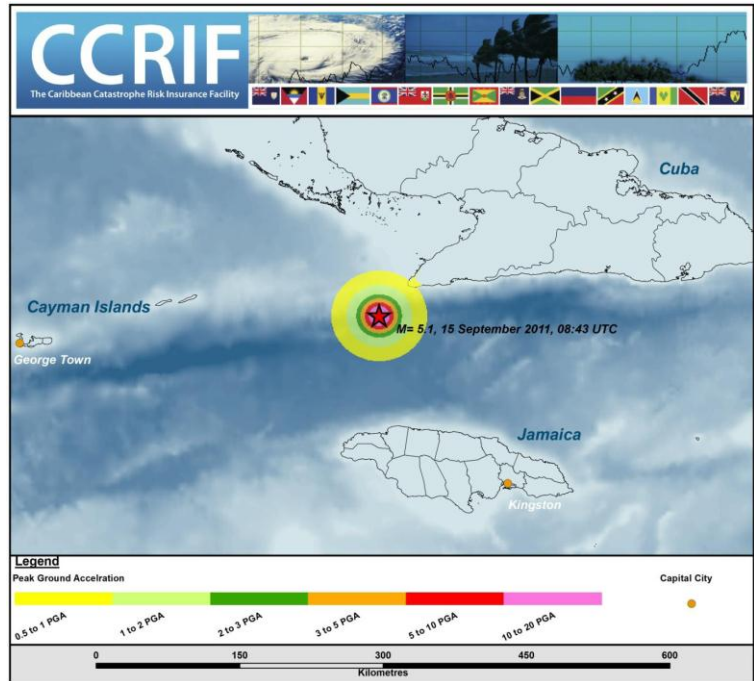 CCRIF
The Caribbean Catastrophe Risk Insurance Facility
Cuba
Cayman Islands
M= 5.1, 15 September 2011, 08:43 UTC
George Town
Jamaica
Kingston
Legend
Peak Ground Accelration
Capital City
0.5 to 1 PGA
1 to 2 PGA
2 to 3 PGA
3 to 5 PGA
5 to 10 PGA
10 to 20 PGA
0 150 300 450 600
Kilometres